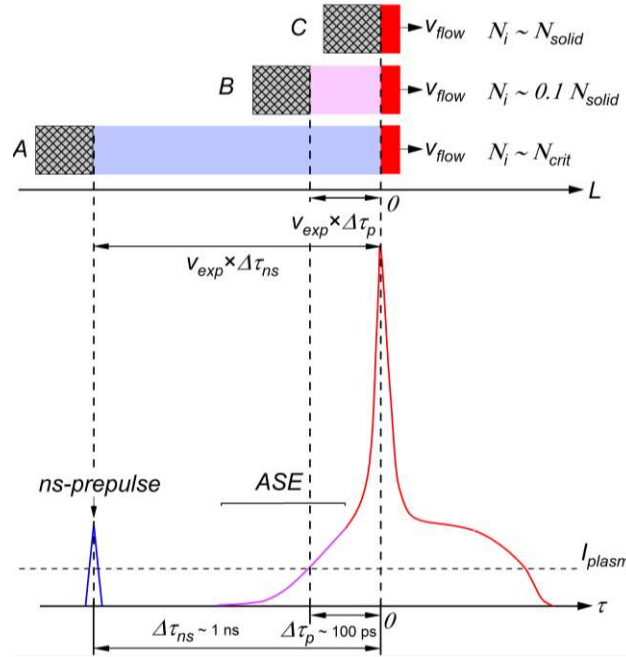 C v_flow N_i ~ N_solid
B v_flow N_i ~ 0.1 N_solid
A v_flow N_i ~ N_crit
0 L
v_exp × Δτ_p
v_exp × Δτ_ns
ns-prepulse ASE
I_plasm
0 τ
Δτ_ns ~ 1 ns Δτ_p ~ 100 ps